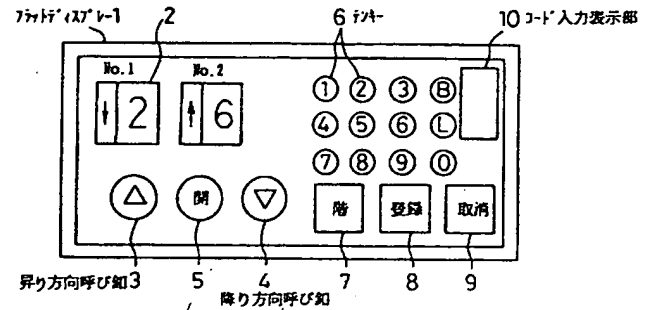 フラットディスプレー1 2 6 テンキー 10 コード入力表示部
No.1 No.2
↓ 2 ↑ 6
1 2 3 B
4 5 6 L
7 8 9 0
△ 開 ▽ 階 登録 取消
昇り方向呼び釦 3 5 4 7 8 9
降り方向呼び釦